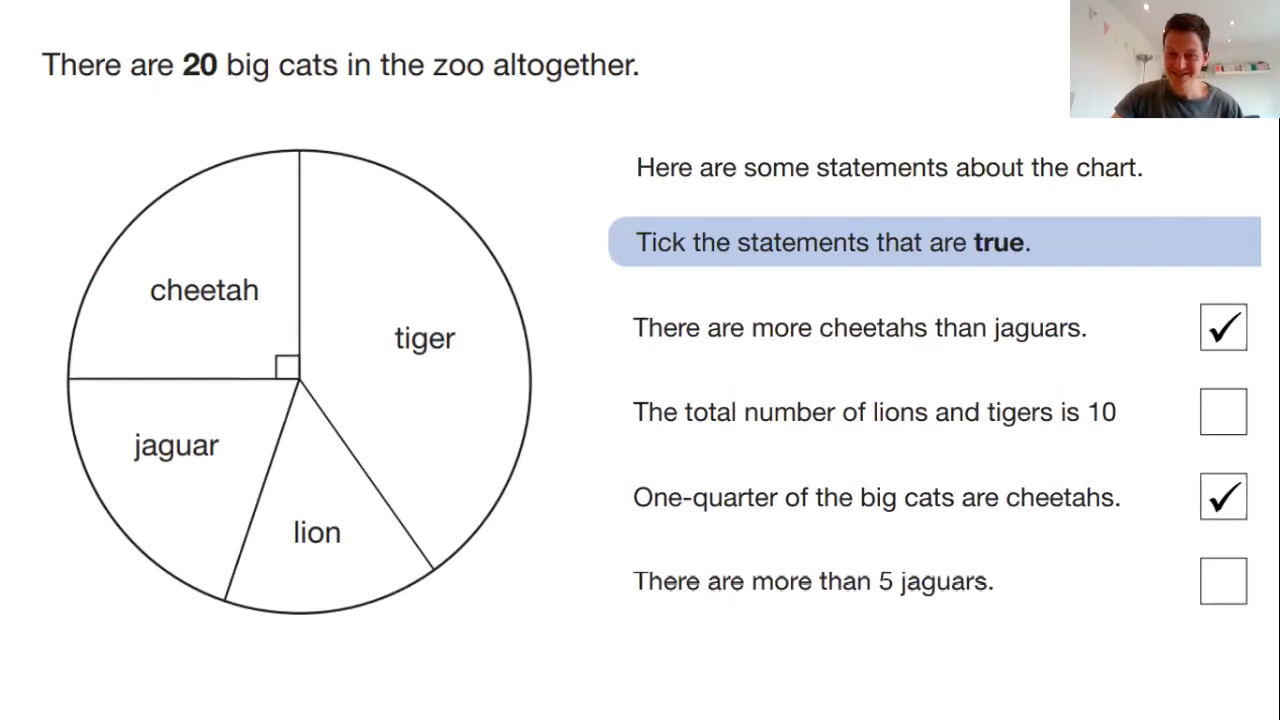 There are 20 big cats in the zoo altogether.
Here are some statements about the chart.
Tick the statements that are true.
cheetah
tiger
jaguar
lion
There are more cheetahs than jaguars.
The total number of lions and tigers is 10
One-quarter of the big cats are cheetahs.
There are more than 5 jaguars.